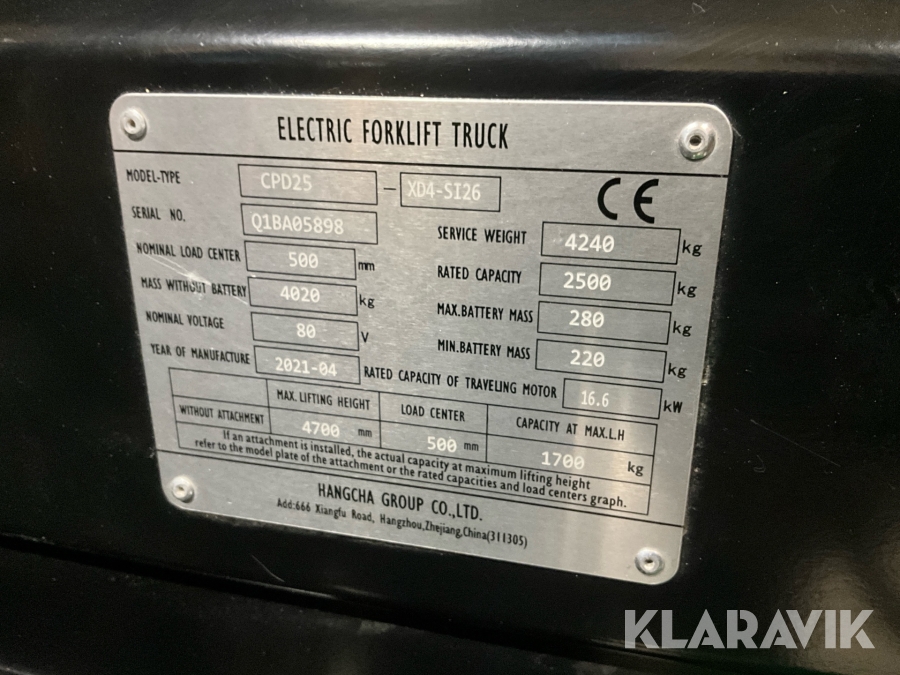 ELECTRIC FORKLIFT TRUCK
MODEL-TYPE CPD25 - XD4-SI26
CE
SERIAL NO. Q1BA05898
SERVICE WEIGHT 4240 kg
NOMINAL LOAD CENTER 500 mm
RATED CAPACITY 2500 kg
MASS WITHOUT BATTERY 4020 kg
MAX.BATTERY MASS 280 kg
NOMINAL VOLTAGE 80 V
MIN.BATTERY MASS 220 kg
YEAR OF MANUFACTURE 2021-04
RATED CAPACITY OF TRAVELING MOTOR 16.6 kW
MAX. LIFTING HEIGHT LOAD CENTER CAPACITY AT MAX.L.H
WITHOUT ATTACHMENT 4700 mm 500 mm 1700 kg
If an attachment is installed, the actual capacity at maximum lifting height
refer to the model plate of the attachment or the rated capacities and load centers graph.
HANGCHA GROUP CO.,LTD.
Add:666 Xiangfu Road, Hangzhou,Zhejiang,China(311305)
KLARAVIK